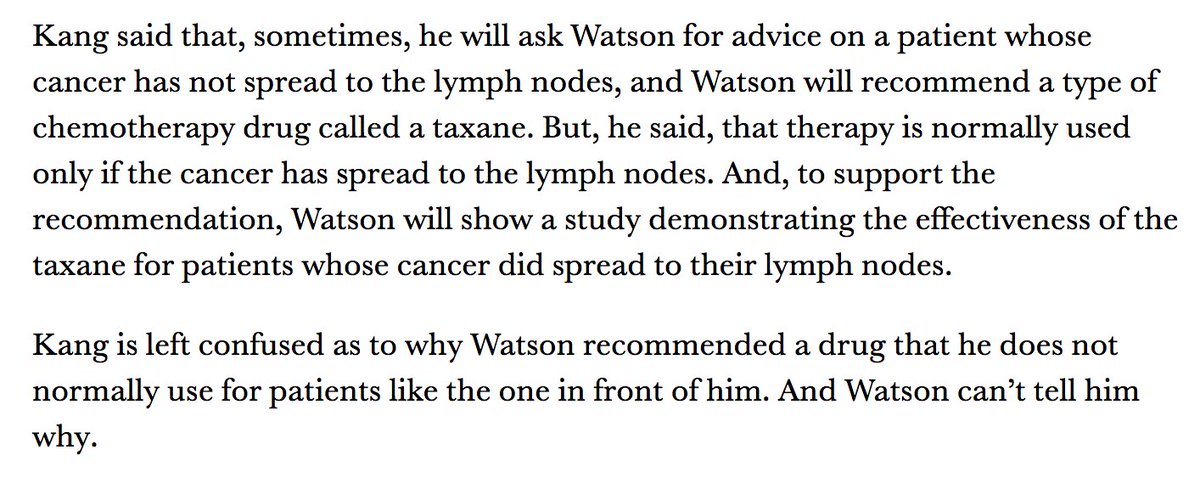 Kang said that, sometimes, he will ask Watson for advice on a patient whose
cancer has not spread to the lymph nodes, and Watson will recommend a type of
chemotherapy drug called a taxane. But, he said, that therapy is normally used
only if the cancer has spread to the lymph nodes. And, to support the
recommendation, Watson will show a study demonstrating the effectiveness of the
taxane for patients whose cancer did spread to their lymph nodes.
Kang is left confused as to why Watson recommended a drug that he does not
normally use for patients like the one in front of him. And Watson can’t tell him
why.